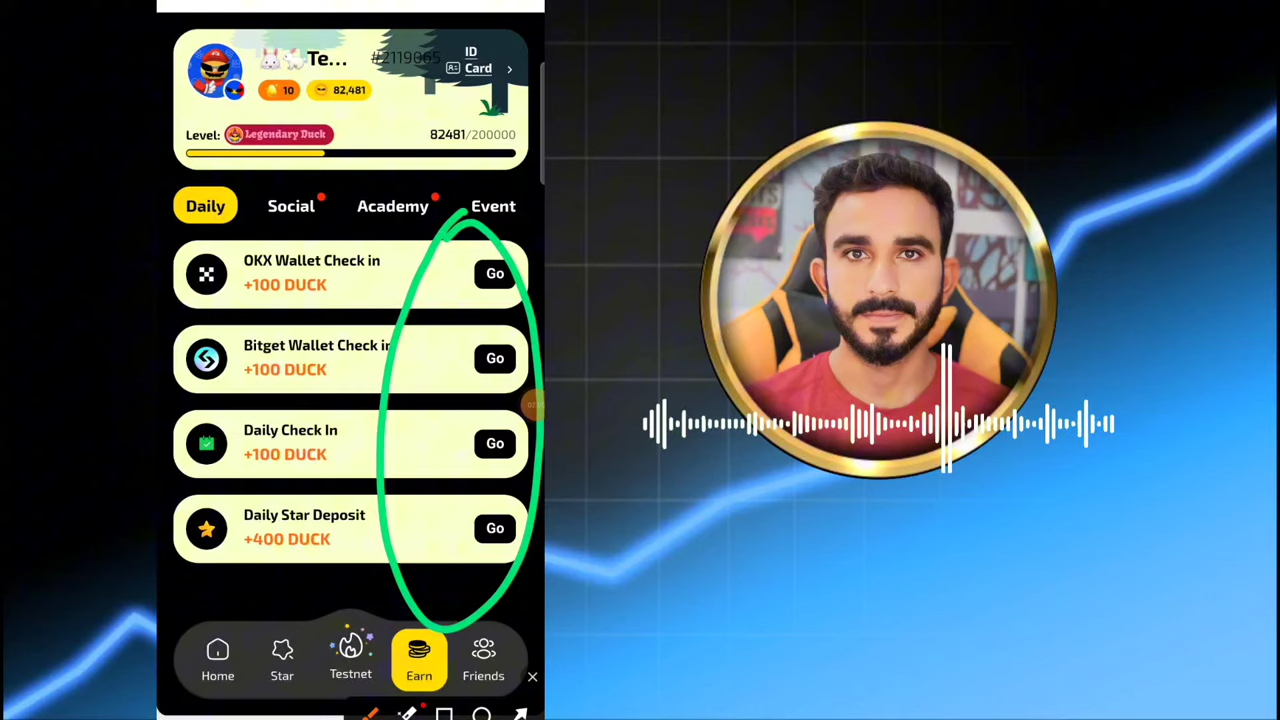 🐰🐇Te... #2119065
ID
Card
10 82,481
Level: Legendary Duck 82481/200000
Daily Social Academy Event
OKX Wallet Check in
+100 DUCK
Go
Bitget Wallet Check in
+100 DUCK
Go
Daily Check In
+100 DUCK
Go
Daily Star Deposit
+400 DUCK
Go
Home Star Testnet Earn Friends